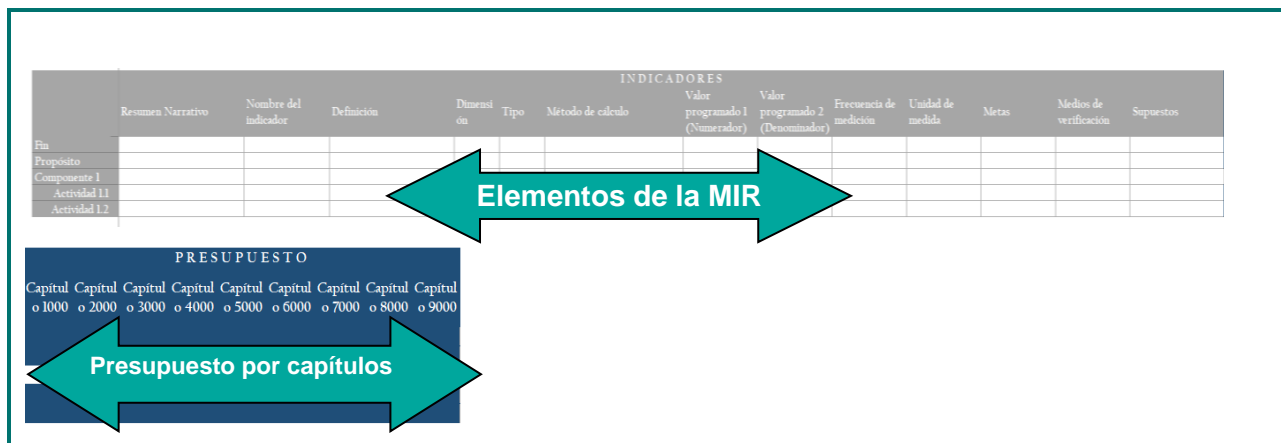 INDICADORES
Resumen Narrativo
Nombre del
indicador
Definición
Dimensi
ón
Tipo
Método de cálculo
Valor
programado 1
(Numerador)
Valor
programado 2
(Denominador)
Frecuencia de
medición
Unidad de
medida
Metas
Medios de
verificación
Supuestos
Fin
Propósito
Componente 1
Actividad 1.1
Actividad 1.2
Elementos de la MIR
PRESUPUESTO
Capítul Capítul Capítul Capítul Capítul Capítul Capítul Capítul Capítul
o 1000 o 2000 o 3000 o 4000 o 5000 o 6000 o 7000 o 8000 o 9000
Presupuesto por capítulos